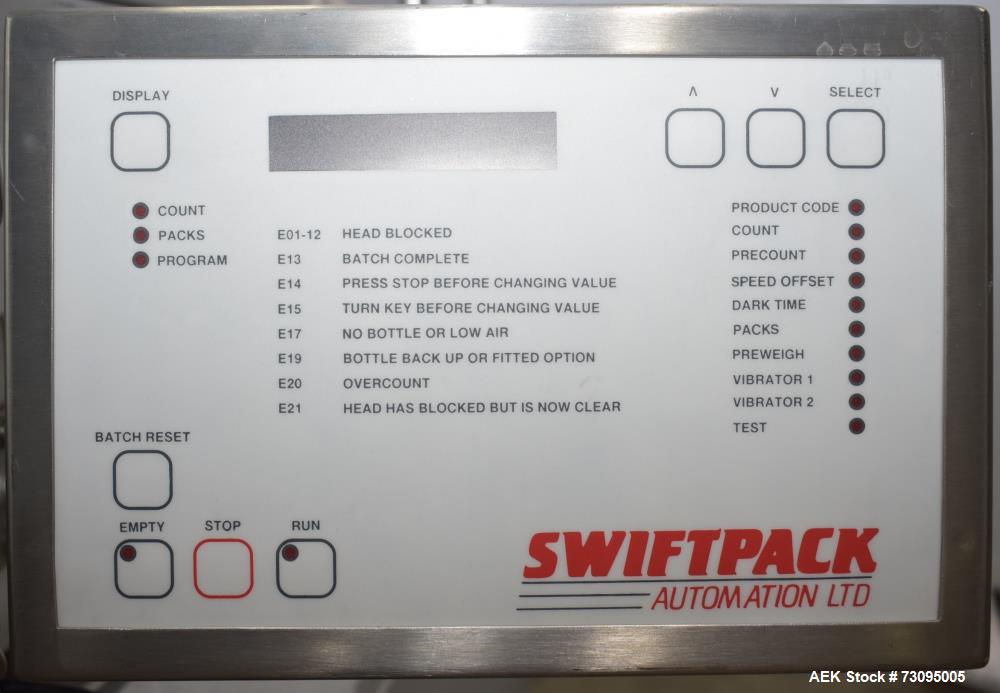 DISPLAY
Λ
V
SELECT
COUNT
PACKS
PROGRAM
E01-12 HEAD BLOCKED
E13 BATCH COMPLETE
E14 PRESS STOP BEFORE CHANGING VALUE
E15 TURN KEY BEFORE CHANGING VALUE
E17 NO BOTTLE OR LOW AIR
E19 BOTTLE BACK UP OR FITTED OPTION
E20 OVERCOUNT
E21 HEAD HAS BLOCKED BUT IS NOW CLEAR
PRODUCT CODE
COUNT
PRECOUNT
SPEED OFFSET
DARK TIME
PACKS
PREWEIGH
VIBRATOR 1
VIBRATOR 2
TEST
BATCH RESET
EMPTY
STOP
RUN
SWIFTPACK
AUTOMATION LTD
AEK Stock # 73095005